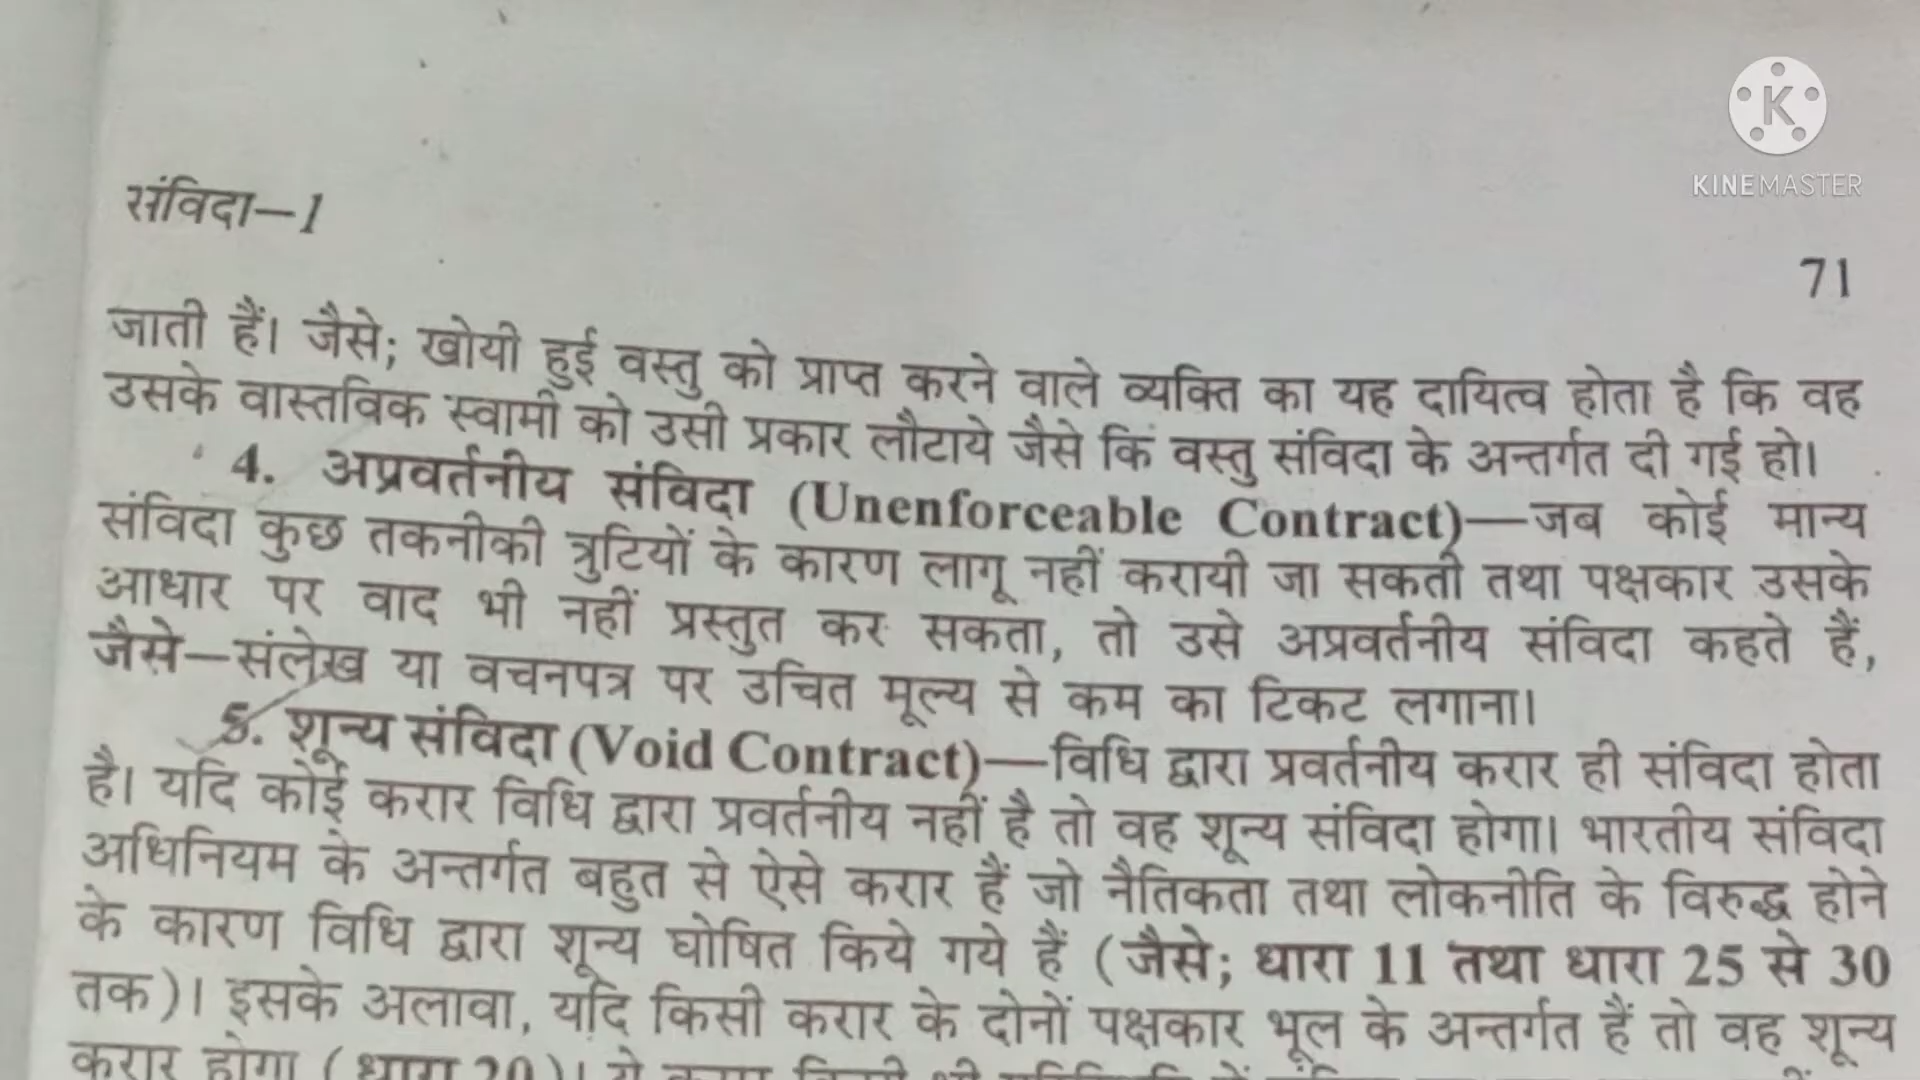 KINEMASTER
संविदा–1
71
जाती हैं। जैसे; खोयी हुई वस्तु को प्राप्त करने वाले व्यक्ति का यह दायित्व होता है कि वह
उसके वास्तविक स्वामी को उसी प्रकार लौटाये जैसे कि वस्तु संविदा के अन्तर्गत दी गई हो।
4. अप्रवर्तनीय संविदा (Unenforceable Contract)—जब कोई मान्य
संविदा कुछ तकनीकी त्रुटियों के कारण लागू नहीं करायी जा सकती तथा पक्षकार उसके
आधार पर वाद भी नहीं प्रस्तुत कर सकता, तो उसे अप्रवर्तनीय संविदा कहते हैं,
जैसे–संलेख या वचनपत्र पर उचित मूल्य से कम का टिकट लगाना।
5. शून्य संविदा (Void Contract)—विधि द्वारा प्रवर्तनीय करार ही संविदा होता
है। यदि कोई करार विधि द्वारा प्रवर्तनीय नहीं है तो वह शून्य संविदा होगा। भारतीय संविदा
अधिनियम के अन्तर्गत बहुत से ऐसे करार हैं जो नैतिकता तथा लोकनीति के विरुद्ध होने
के कारण विधि द्वारा शून्य घोषित किये गये हैं (जैसे; धारा 11 तथा धारा 25 से 30
तक)। इसके अलावा, यदि किसी करार के दोनों पक्षकार भूल के अन्तर्गत हैं तो वह शून्य
करार होगा (धारा 20)।